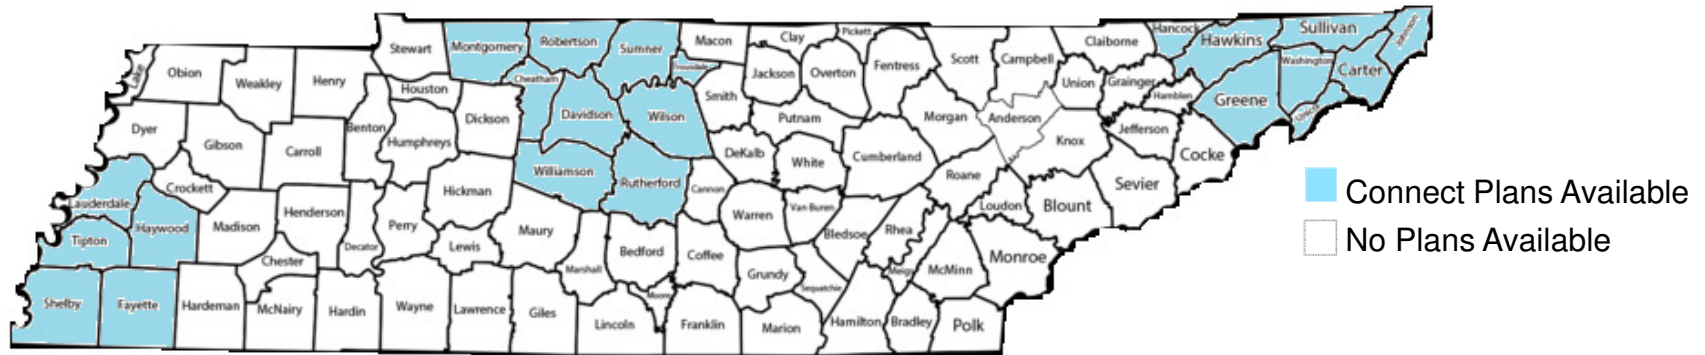 Stewart
Montgomery
Robertson
Sumner
Macon
Clay
Pickett
Hancock
Hawkins
Sullivan
Johnson
Lake
Obion
Weakley
Henry
Houston
Cheatham
Trousdale
Jackson
Overton
Fentress
Scott
Campbell
Claiborne
Union
Grainger
Hamblen
Washington
Carter
Greene
Unicoi
Dyer
Gibson
Carroll
Benton
Humphreys
Dickson
Davidson
Wilson
Smith
Putnam
Morgan
Anderson
Knox
Jefferson
Cocke
Lauderdale
Crockett
Haywood
Madison
Henderson
Decator
Perry
Hickman
Williamson
Rutherford
Cannon
DeKalb
White
Cumberland
Roane
Loudon
Blount
Sevier
Connect Plans Available
No Plans Available
Tipton
Chester
Lewis
Maury
Marshall
Bedford
Coffee
Warren
Van Buren
Bledsoe
Rhea
Meigs
McMinn
Monroe
Shelby
Fayette
Hardeman
McNairy
Hardin
Wayne
Lawrence
Giles
Lincoln
Moore
Franklin
Grundy
Sequatchie
Marion
Hamilton
Bradley
Polk